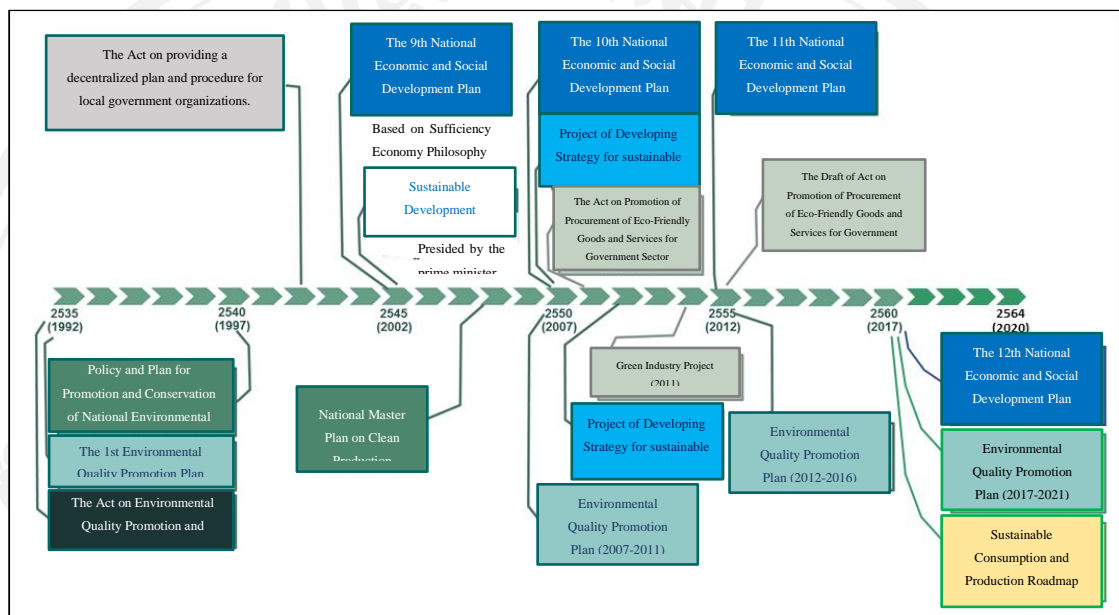 The Act on providing a
decentralized plan and procedure for
local government organizations.
The 9th National
Economic and Social
Development Plan
Based on Sufficiency
Economy Philosophy
Sustainable
Development
Presided by the
prime minister
The 10th National
Economic and Social
Development Plan
Project of Developing
Strategy for sustainable
The Act on Promotion of
Procurement of Eco-Friendly
Goods and Services for
Government Sector
The 11th National
Economic and Social
Development Plan
The Draft of Act on
Promotion of Procurement
of Eco-Friendly Goods and
Services for Government
2535
(1992)
2540
(1997)
2545
(2002)
2550
(2007)
2555
(2012)
2560
(2017)
2564
(2020)
Policy and Plan for
Promotion and Conservation
of National Environmental
The 1st Environmental
Quality Promotion Plan
The Act on Environmental
Quality Promotion and
National Master
Plan on Clean
Production
Green Industry Project
(2011)
Project of Developing
Strategy for sustainable
Environmental
Quality Promotion
Plan (2007-2011)
Environmental
Quality Promotion
Plan (2012-2016)
The 12th National
Economic and Social
Development Plan
Environmental
Quality Promotion
Plan (2017-2021)
Sustainable
Consumption and
Production Roadmap